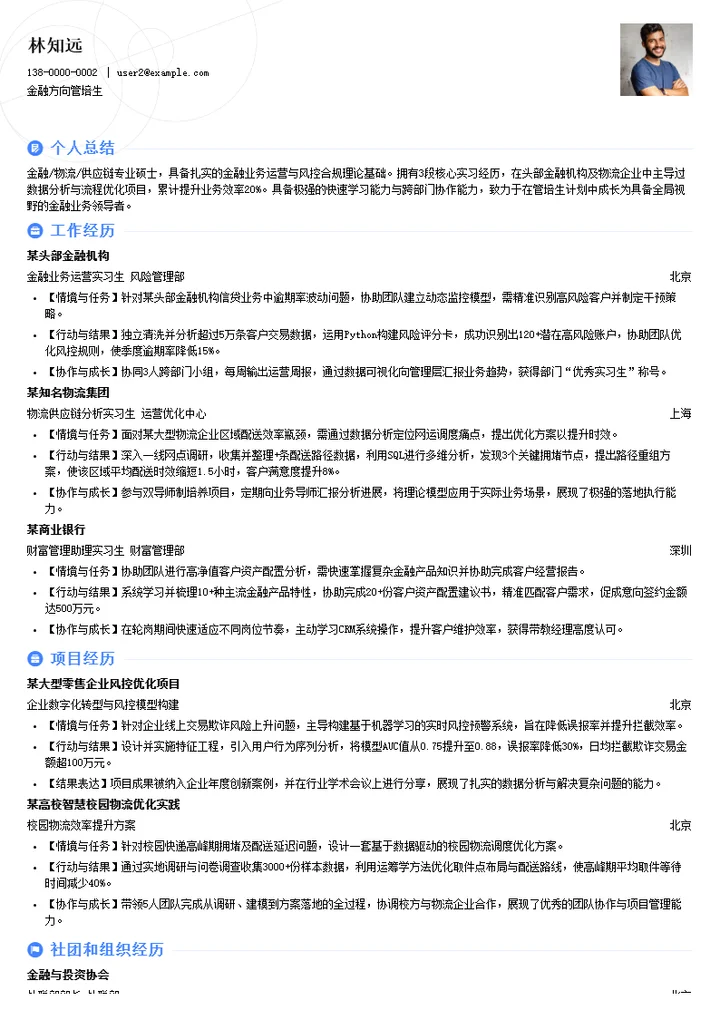 林知远
138-0000-0002 | user2@example.com
金融方向管培生
个人总结
金融/物流/供应链专业硕士，具备扎实的金融业务运营与风控合规理论基础。拥有3段核心实习经历，在头部金融机构及物流企业中主导过
数据分析与流程优化项目，累计提升业务效率20%。具备极强的快速学习能力与跨部门协作能力，致力于在管培生计划中成长为具备全局视
野的金融业务领导者。
工作经历
某头部金融机构
金融业务运营实习生 风险管理部 北京
• 【情境与任务】针对某头部金融机构信贷业务中逾期率波动问题，协助团队建立动态监控模型，需精准识别高风险客户并制定干预策
略。
• 【行动与结果】独立清洗并分析超过5万条客户交易数据，运用Python构建风险评分卡，成功识别出120+潜在高风险账户，协助团队优
化风控规则，使季度逾期率降低15%。
• 【协作与成长】协同3人跨部门小组，每周输出运营周报，通过数据可视化向管理层汇报业务趋势，获得部门“优秀实习生”称号。
某知名物流集团
物流供应链分析实习生 运营优化中心 上海
• 【情境与任务】面对某大型物流企业区域配送效率瓶颈，需通过数据分析定位网运调度痛点，提出优化方案以提升时效。
• 【行动与结果】深入一线网点调研，收集并整理+条配送路径数据，利用SQL进行多维分析，发现3个关键拥堵节点，提出路径重组方
案，使该区域平均配送时效缩短1.5小时，客户满意度提升8%。
• 【协作与成长】参与双导师制培养项目，定期向业务导师汇报分析进展，将理论模型应用于实际业务场景，展现了极强的落地执行能
力。
某商业银行
财富管理助理实习生 财富管理部 深圳
• 【情境与任务】协助团队进行高净值客户资产配置分析，需快速掌握复杂金融产品知识并协助完成客户经营报告。
• 【行动与结果】系统学习并梳理10+种主流金融产品特性，协助完成20+份客户资产配置建议书，精准匹配客户需求，促成意向签约金额
达500万元。
• 【协作与成长】在轮岗期间快速适应不同岗位节奏，主动学习CRM系统操作，提升客户维护效率，获得带教经理高度认可。
项目经历
某大型零售企业风控优化项目
企业数字化转型与风控模型构建 北京
• 【情境与任务】针对企业线上交易欺诈风险上升问题，主导构建基于机器学习的实时风控预警系统，旨在降低误报率并提升拦截效率。
• 【行动与结果】设计并实施特征工程，引入用户行为序列分析，将模型AUC值从0.75提升至0.88，误报率降低30%，日均拦截欺诈交易金
额超100万元。
• 【结果表达】项目成果被纳入企业年度创新案例，并在行业学术会议上进行分享，展现了扎实的数据分析与解决复杂问题的能力。
某高校智慧校园物流优化实践
校园物流效率提升方案 北京
• 【情境与任务】针对校园快递高峰期拥堵及配送延迟问题，设计一套基于数据驱动的校园物流调度优化方案。
• 【行动与结果】通过实地调研与问卷调查收集3000+份样本数据，利用运筹学方法优化取件点布局与配送路线，使高峰期平均取件等待
时间减少40%。
• 【协作与成长】带领5人团队完成从调研、建模到方案落地的全过程，协调校方与物流企业合作，展现了优秀的团队协作与项目管理能
力。
社团和组织经历
金融与投资协会